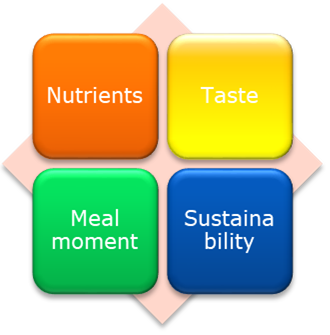 Nutrients
Taste
Meal
moment
Sustaina
bility